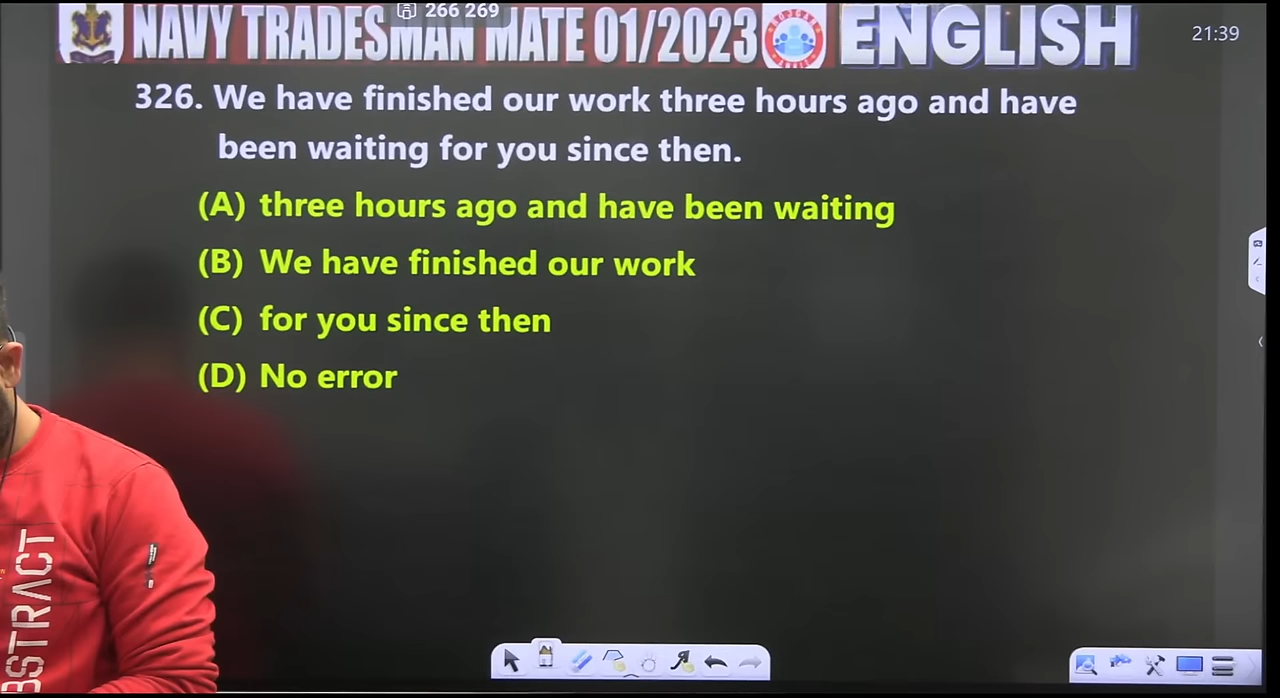 266 269
NAVY TRADESMAN MATE 01/2023 ENGLISH
21:39
326. We have finished our work three hours ago and have
been waiting for you since then.
(A) three hours ago and have been waiting
(B) We have finished our work
(C) for you since then
(D) No error
BSTRACT